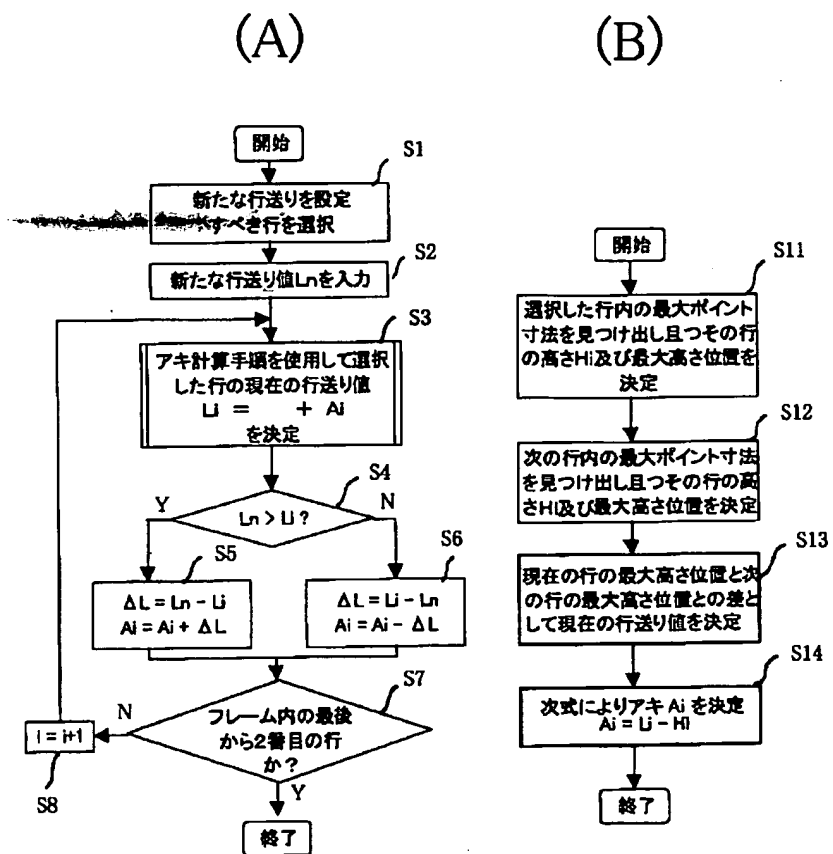 (A)
開始
S1
新たな行送りを設定
すべき行を選択
S2
新たな行送り値Lnを入力
S3
アキ計算手順を使用して選択
した行の現在の行送り値
Li = + Ai
を決定
S4
Y
N
Ln > Li ?
S5
ΔL = Ln - Li
Ai = Ai + ΔL
S6
ΔL = Li - Ln
Ai = Ai - ΔL
S7
N
フレーム内の最後
から2番目の行
か?
i = i+1
S8
Y
終了
(B)
開始
S11
選択した行内の最大ポイント
寸法を見つけ出し且つその行
の高さHi及び最大高さ位置を
決定
S12
次の行内の最大ポイント寸法
を見つけ出し且つその行の高
さHi及び最大高さ位置を決定
S13
現在の行の最大高さ位置と次
の行の最大高さ位置との差と
して現在の行送り値を決定
S14
次式によりアキ Ai を決定
Ai = Li - Hi
終了